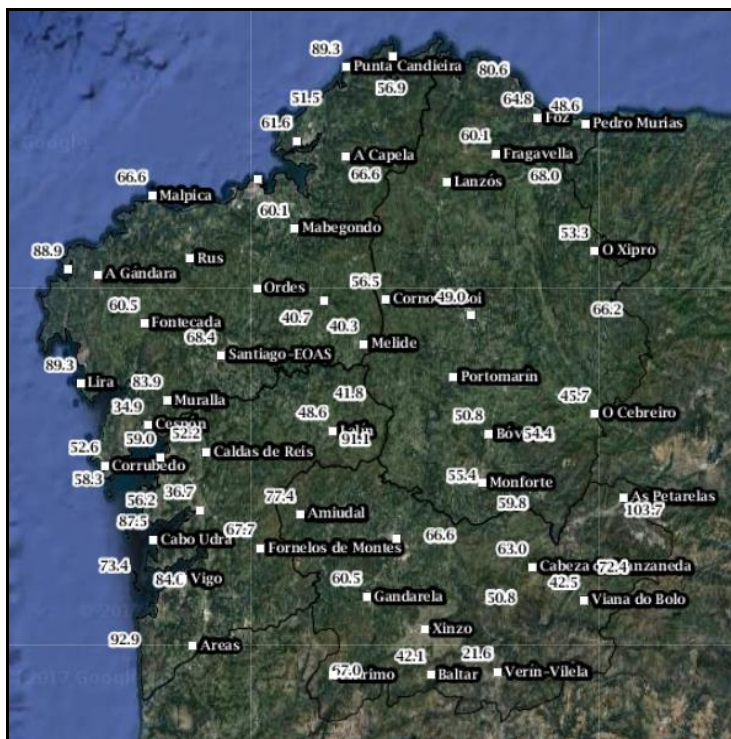 89.3
Punta Candieira
80.6
56.9
51.5
64.8
48.6
Foz
Pedro Murias
61.6
60.1
Fragavella
A Capela
66.6
Lanzós
68.0
66.6
Malpica
60.1
Mabegondo
53.3
O Xipro
88.9
Rus
A Gándara
56.5
Ordes
49.0
60.5
40.7
66.2
Fontecada
40.3
68.4
Melide
Santiago-EOAS
89.3
Lira
83.9
Portomarín
Muralla
34.9
41.8
45.7
O Cebreiro
48.6
50.8
Cespón
59.0
52.2
Lalín
91.1
54.4
52.6
Caldas de Reis
Corrubedo
58.3
55.4
Monforte
36.7
56.2
77.4
59.8
As Petarelas
103.7
87.5
Amiudal
67.7
66.6
Cabo Udra
Fornelos de Montes
63.0
73.4
Cabeza de Manzaneda
72.4
84.6
Vigo
60.5
42.5
Gandarela
50.8
Viana do Bolo
92.9
Xinzo
Areas
42.1
21.6
67.0
Baltar
Verín-Vilela